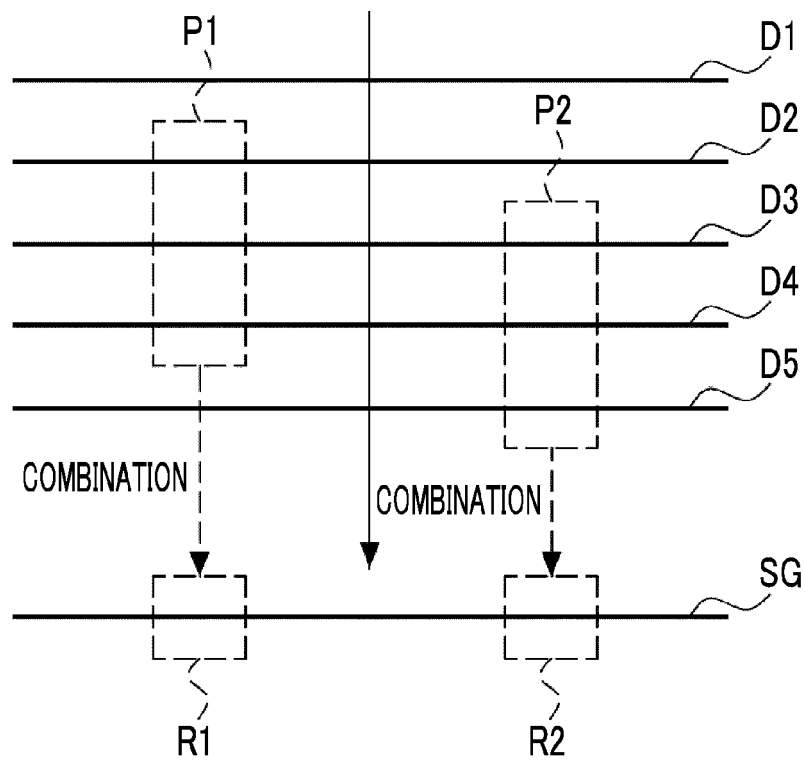 P1
D1
P2
D2
D3
D4
D5
COMBINATION
COMBINATION
SG
R1
R2